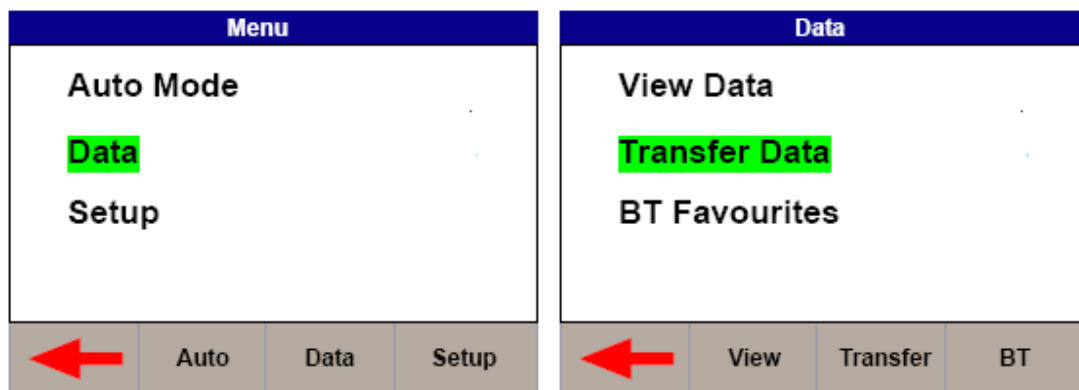 Menu
Auto Mode
Data
Setup
Auto Data Setup
Data
View Data
Transfer Data
BT Favourites
View Transfer BT